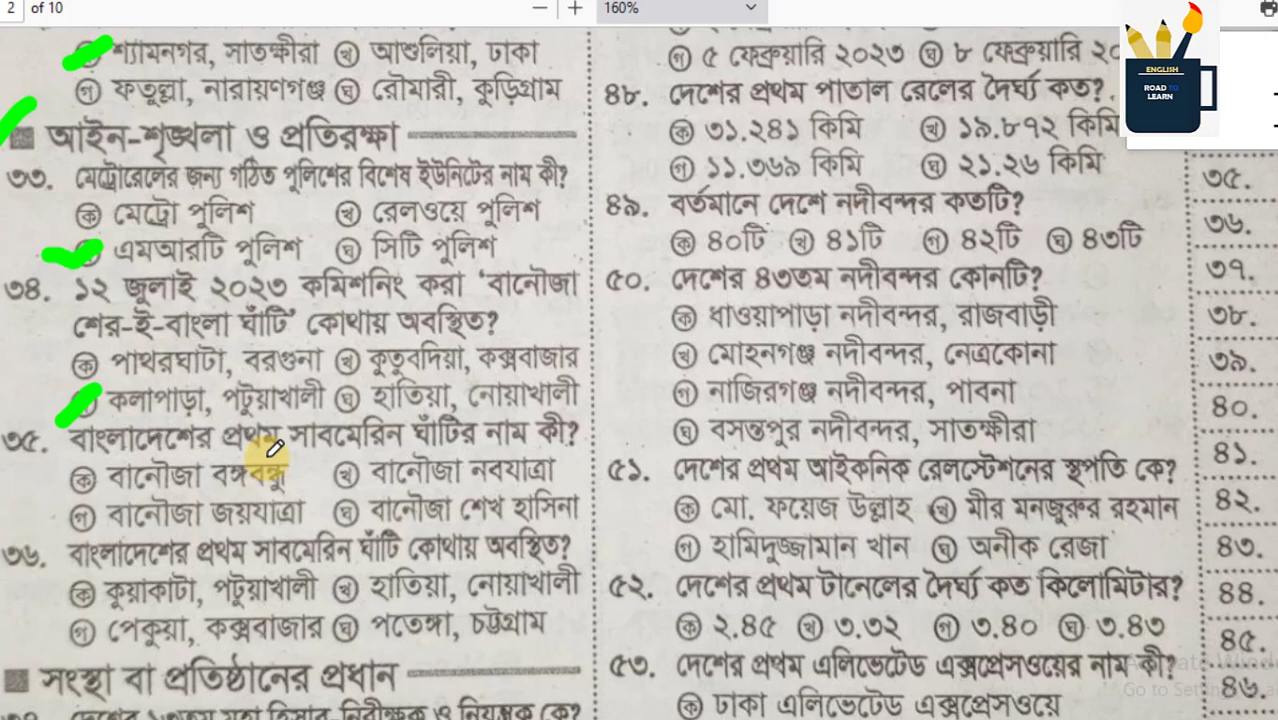 2 of 10
160%
শ্যামনগর, সাতক্ষীরা খ আশুলিয়া, ঢাকা
গ ফতুল্লা, নারায়ণগঞ্জ ঘ রৌমারী, কুড়িগ্রাম
আইন-শৃঙ্খলা ও প্রতিরক্ষা
৩৩. মেট্রোরেলের জন্য গঠিত পুলিশের বিশেষ ইউনিটের নাম কী?
ক মেট্রো পুলিশ খ রেলওয়ে পুলিশ
এমআরটি পুলিশ ঘ সিটি পুলিশ
৩৪. ১২ জুলাই ২০২৩ কমিশনিং করা ‘বানৌজা
শের-ই-বাংলা ঘাঁটি’ কোথায় অবস্থিত?
ক পাথরঘাটা, বরগুনা খ কুতুবদিয়া, কক্সবাজার
কলাপাড়া, পটুয়াখালী ঘ হাতিয়া, নোয়াখালী
৩৫. বাংলাদেশের প্রথম সাবমেরিন ঘাঁটির নাম কী?
ক বানৌজা বঙ্গবন্ধু খ বানৌজা নবযাত্রা
গ বানৌজা জয়যাত্রা ঘ বানৌজা শেখ হাসিনা
৩৬. বাংলাদেশের প্রথম সাবমেরিন ঘাঁটি কোথায় অবস্থিত?
ক কুয়াকাটা, পটুয়াখালী খ হাতিয়া, নোয়াখালী
গ পেকুয়া, কক্সবাজার ঘ পতেঙ্গা, চট্টগ্রাম
সংস্থা বা প্রতিষ্ঠানের প্রধান
গ ৫ ফেব্রুয়ারি ২০২৩ ঘ ৮ ফেব্রুয়ারি ২০
৪৮. দেশের প্রথম পাতাল রেলের দৈর্ঘ্য কত?
ক ৩১.২৪১ কিমি খ ১৯.৮৭২ কিমি
গ ১১.৩৬৯ কিমি ঘ ২১.২৬ কিমি
৪৯. বর্তমানে দেশে নদীবন্দর কতটি?
ক ৪০টি খ ৪১টি গ ৪২টি ঘ ৪৩টি
৫০. দেশের ৪৩তম নদীবন্দর কোনটি?
ক ধাওয়াপাড়া নদীবন্দর, রাজবাড়ী
খ মোহনগঞ্জ নদীবন্দর, নেত্রকোনা
গ নাজিরগঞ্জ নদীবন্দর, পাবনা
ঘ বসন্তপুর নদীবন্দর, সাতক্ষীরা
৫১. দেশের প্রথম আইকনিক রেলস্টেশনের স্থপতি কে?
ক মো. ফয়েজ উল্লাহ খ মীর মনজুরুর রহমান
গ হামিদুজ্জামান খান ঘ অনীক রেজা
৫২. দেশের প্রথম টানেলের দৈর্ঘ্য কত কিলোমিটার?
ক ২.৪৫ খ ৩.৩২ গ ৩.৪০ ঘ ৩.৪৩
৫৩. দেশের প্রথম এলিভেটেড এক্সপ্রেসওয়ের নাম কী?
ক ঢাকা এলিভেটেড এক্সপ্রেসওয়ে
ENGLISH
ROAD TO
LEARN
৩৫.
৩৬.
৩৭.
৩৮.
৩৯.
৪০.
৪১.
৪২.
৪৩.
৪৪.
৪৫.
৪৬.